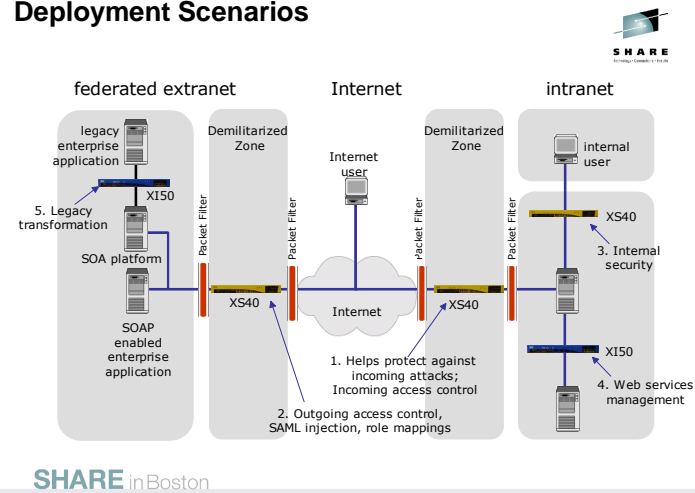 Deployment Scenarios
SHARE
Technology · Connections · Results
federated extranet
Internet
intranet
legacy
enterprise
application
Demilitarized
Zone
Internet
user
Demilitarized
Zone
internal
user
XI50
5. Legacy
transformation
SOA platform
Packet Filter
Packet Filter
Packet Filter
Packet Filter
XS40
3. Internal
security
XS40
Internet
XS40
SOAP
enabled
enterprise
application
1. Helps protect against
incoming attacks;
Incoming access control
XI50
4. Web services
management
2. Outgoing access control,
SAML injection, role mappings
SHARE in Boston